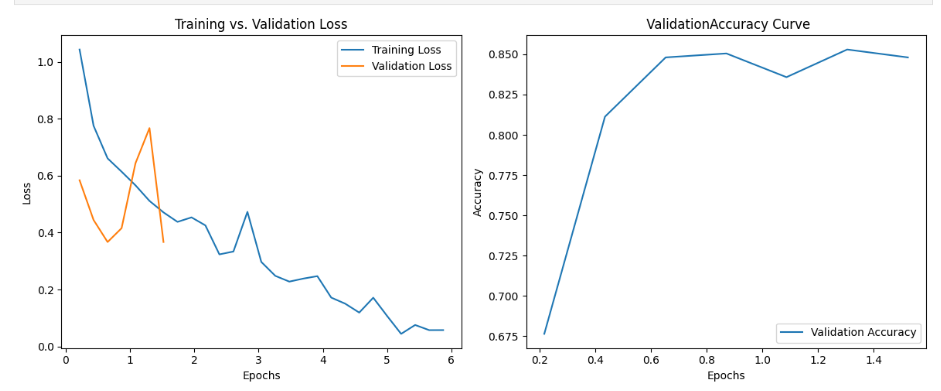 Training vs. Validation Loss
Training Loss
Validation Loss
1.0
0.8
0.6
0.4
0.2
0.0
Loss
0 1 2 3 4 5 6
Epochs
ValidationAccuracy Curve
0.850
0.825
0.800
0.775
0.750
0.725
0.700
0.675
Accuracy
Validation Accuracy
0.2 0.4 0.6 0.8 1.0 1.2 1.4
Epochs